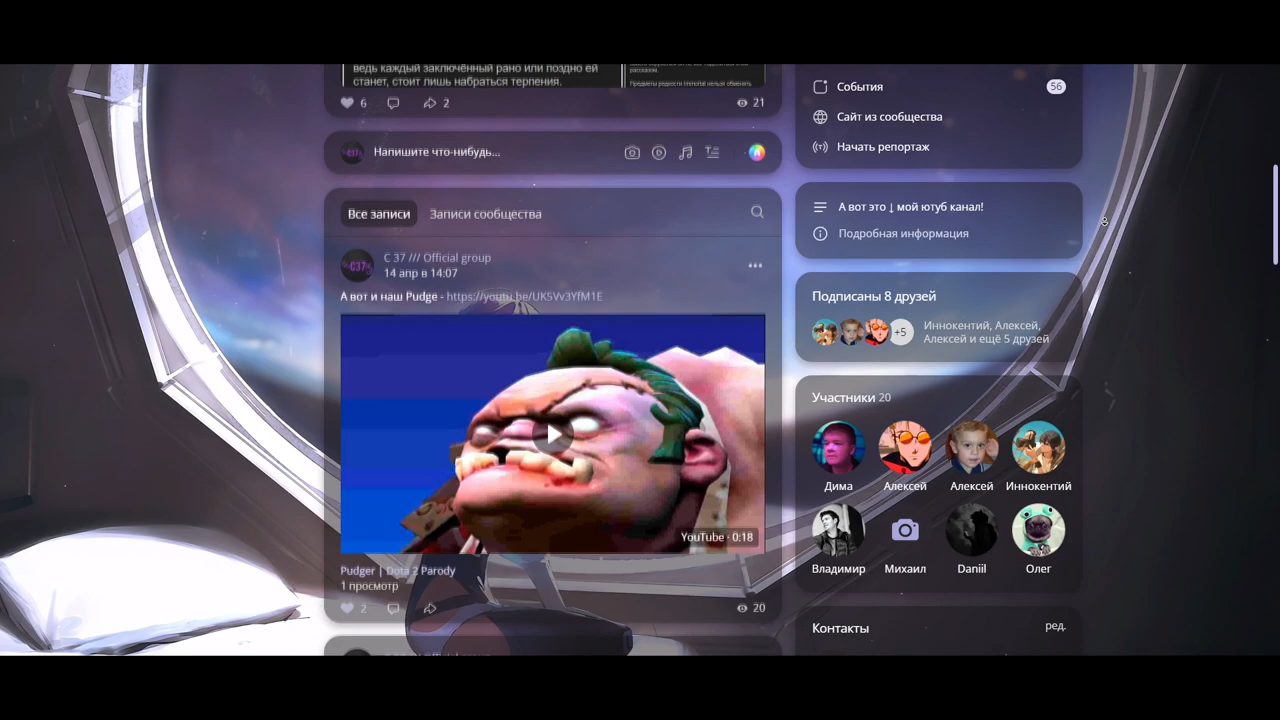 ведь каждый заключённый рано или поздно ей
станет, стоит лишь набраться терпения.
рассказом.
6
2
21
Напишите что-нибудь...
Все записи
Записи сообщества
C37
C 37 /// Official group
14 апр в 14:07
А вот и наш Pudge - https://youtu.be/UK5Vv3YfM1E
YouTube · 0:18
Pudger | Dota 2 Parody
1 просмотр
2
20
События
56
Сайт из сообщества
Начать репортаж
А вот это ↓ мой ютуб канал!
Подробная информация
Подписаны 8 друзей
+5
Иннокентий, Алексей,
Алексей и ещё 5 друзей
Участники 20
Дима
Алексей
Алексей
Иннокентий
Владимир
Михаил
Daniil
Олег
Контакты
ред.